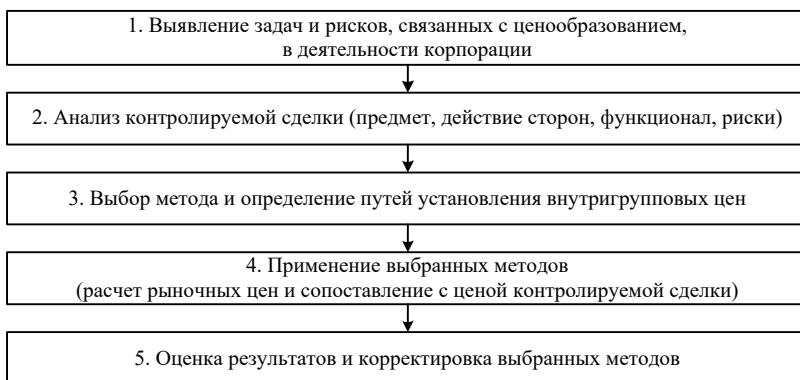 1. Выявление задач и рисков, связанных с ценообразованием,
в деятельности корпорации
2. Анализ контролируемой сделки (предмет, действие сторон, функционал, риски)
3. Выбор метода и определение путей установления внутригрупповых цен
4. Применение выбранных методов
(расчет рыночных цен и сопоставление с ценой контролируемой сделки)
5. Оценка результатов и корректировка выбранных методов